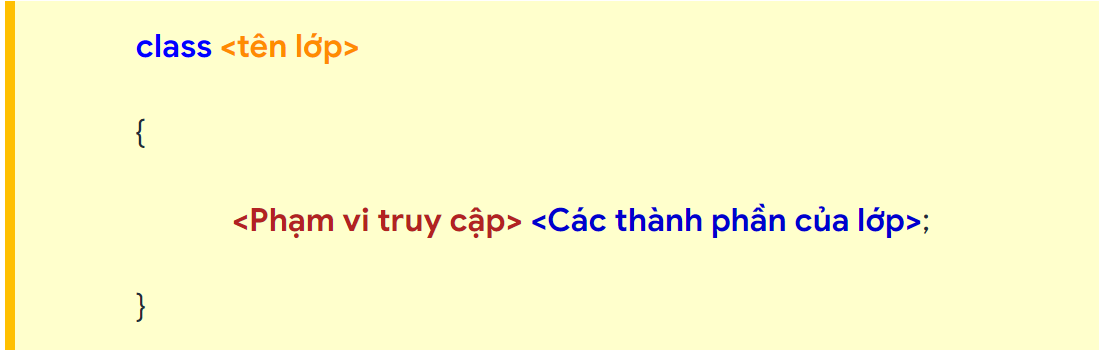 class <tên lớp>
{
<Phạm vi truy cập> <Các thành phần của lớp>;
}